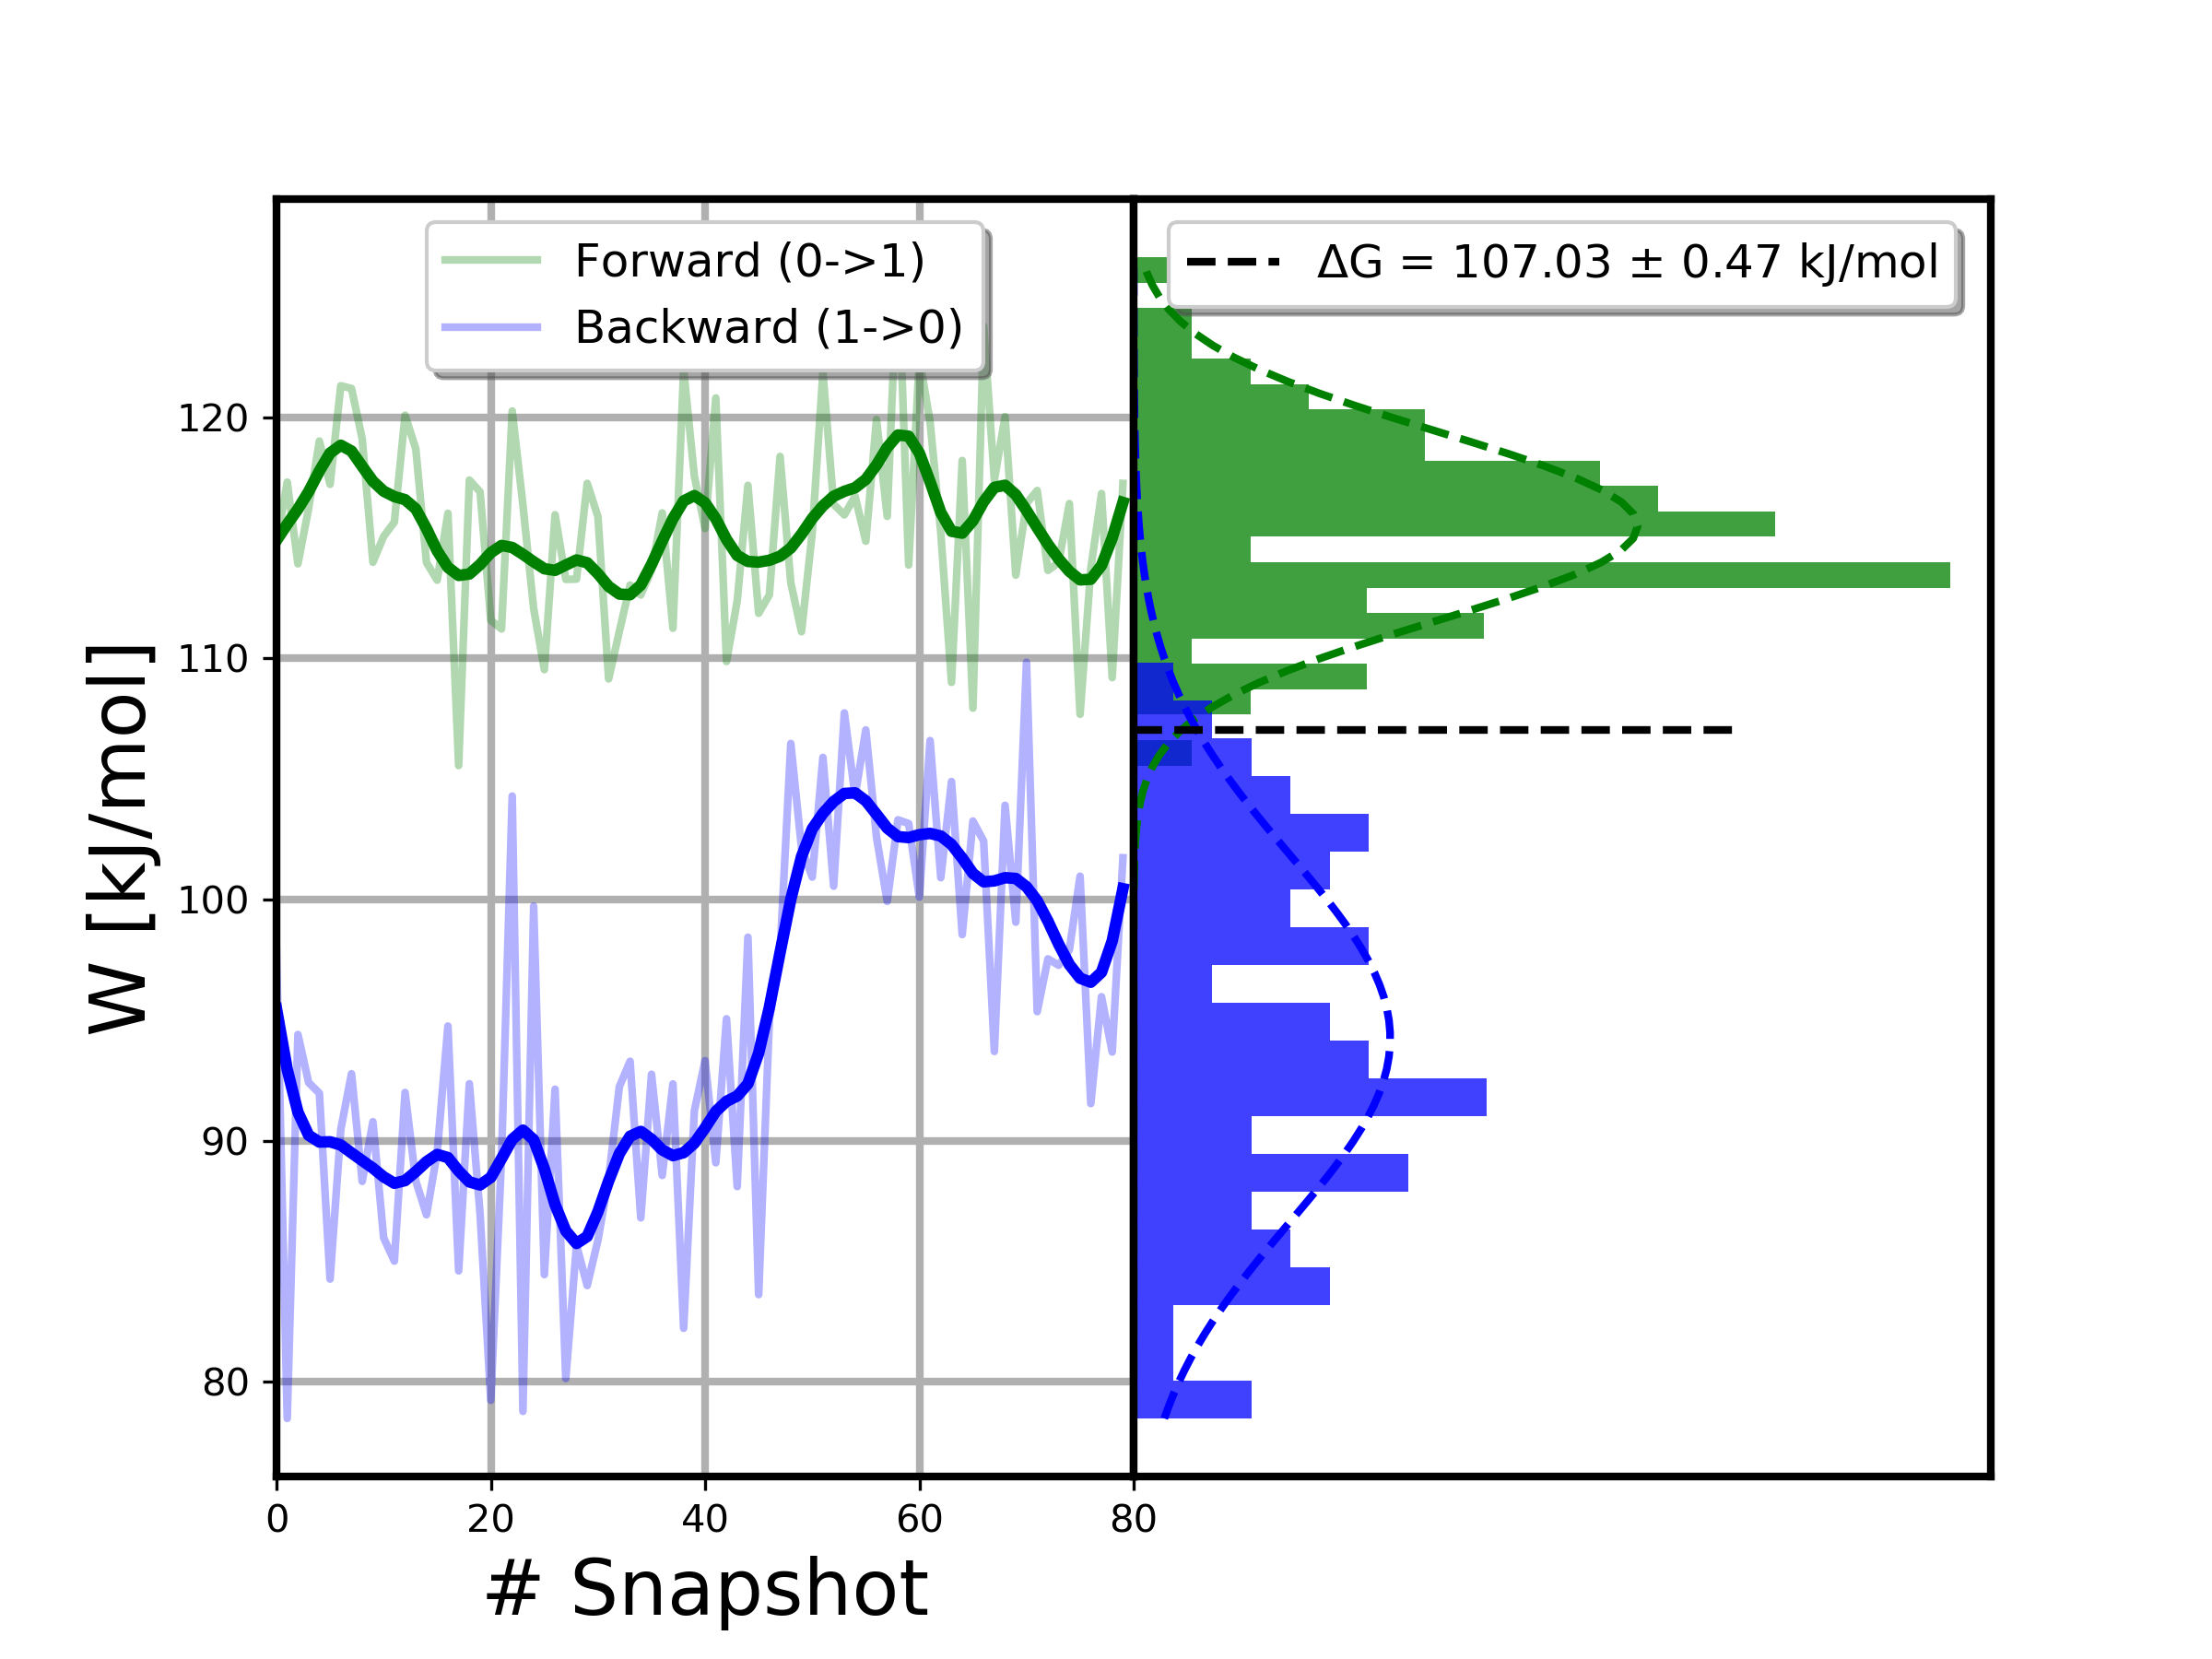 Forward (0->1)
Backward (1->0)
ΔG = 107.03 ± 0.47 kJ/mol
W [kJ/mol]
120
110
100
90
80
0 20 40 60 80
# Snapshot